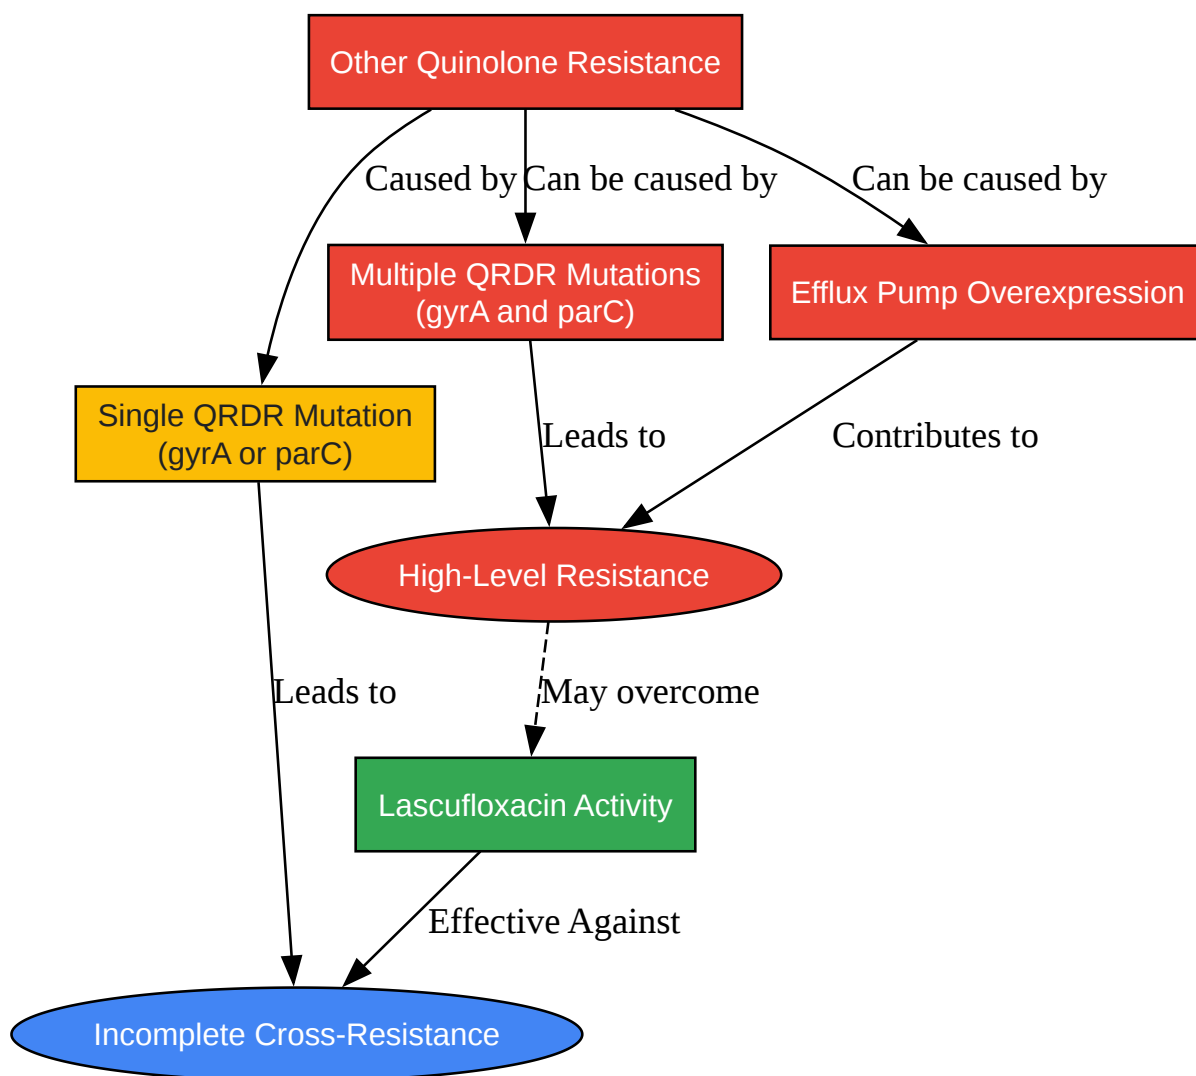 Other Quinolone Resistance
Caused by
Can be caused by
Can be caused by
Multiple QRDR Mutations
(gyrA and parC)
Efflux Pump Overexpression
Single QRDR Mutation
(gyrA or parC)
Leads to
Contributes to
High-Level Resistance
Leads to
May overcome
Lascufloxacin Activity
Effective Against
Incomplete Cross-Resistance